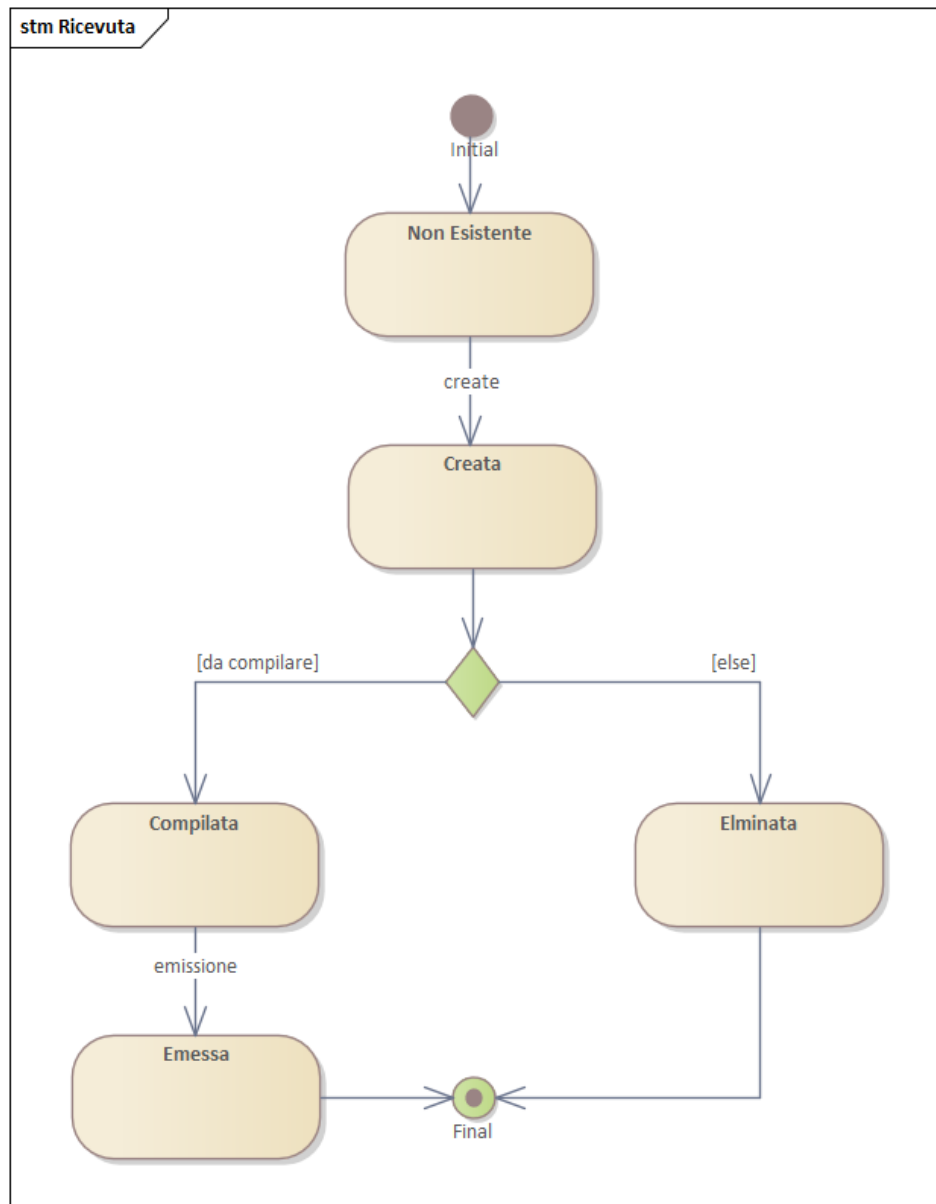 stm Ricevuta
Initial
Non Esistente
create
Creata
[da compilare]
[else]
Compilata
Elminata
emissione
Emessa
Final